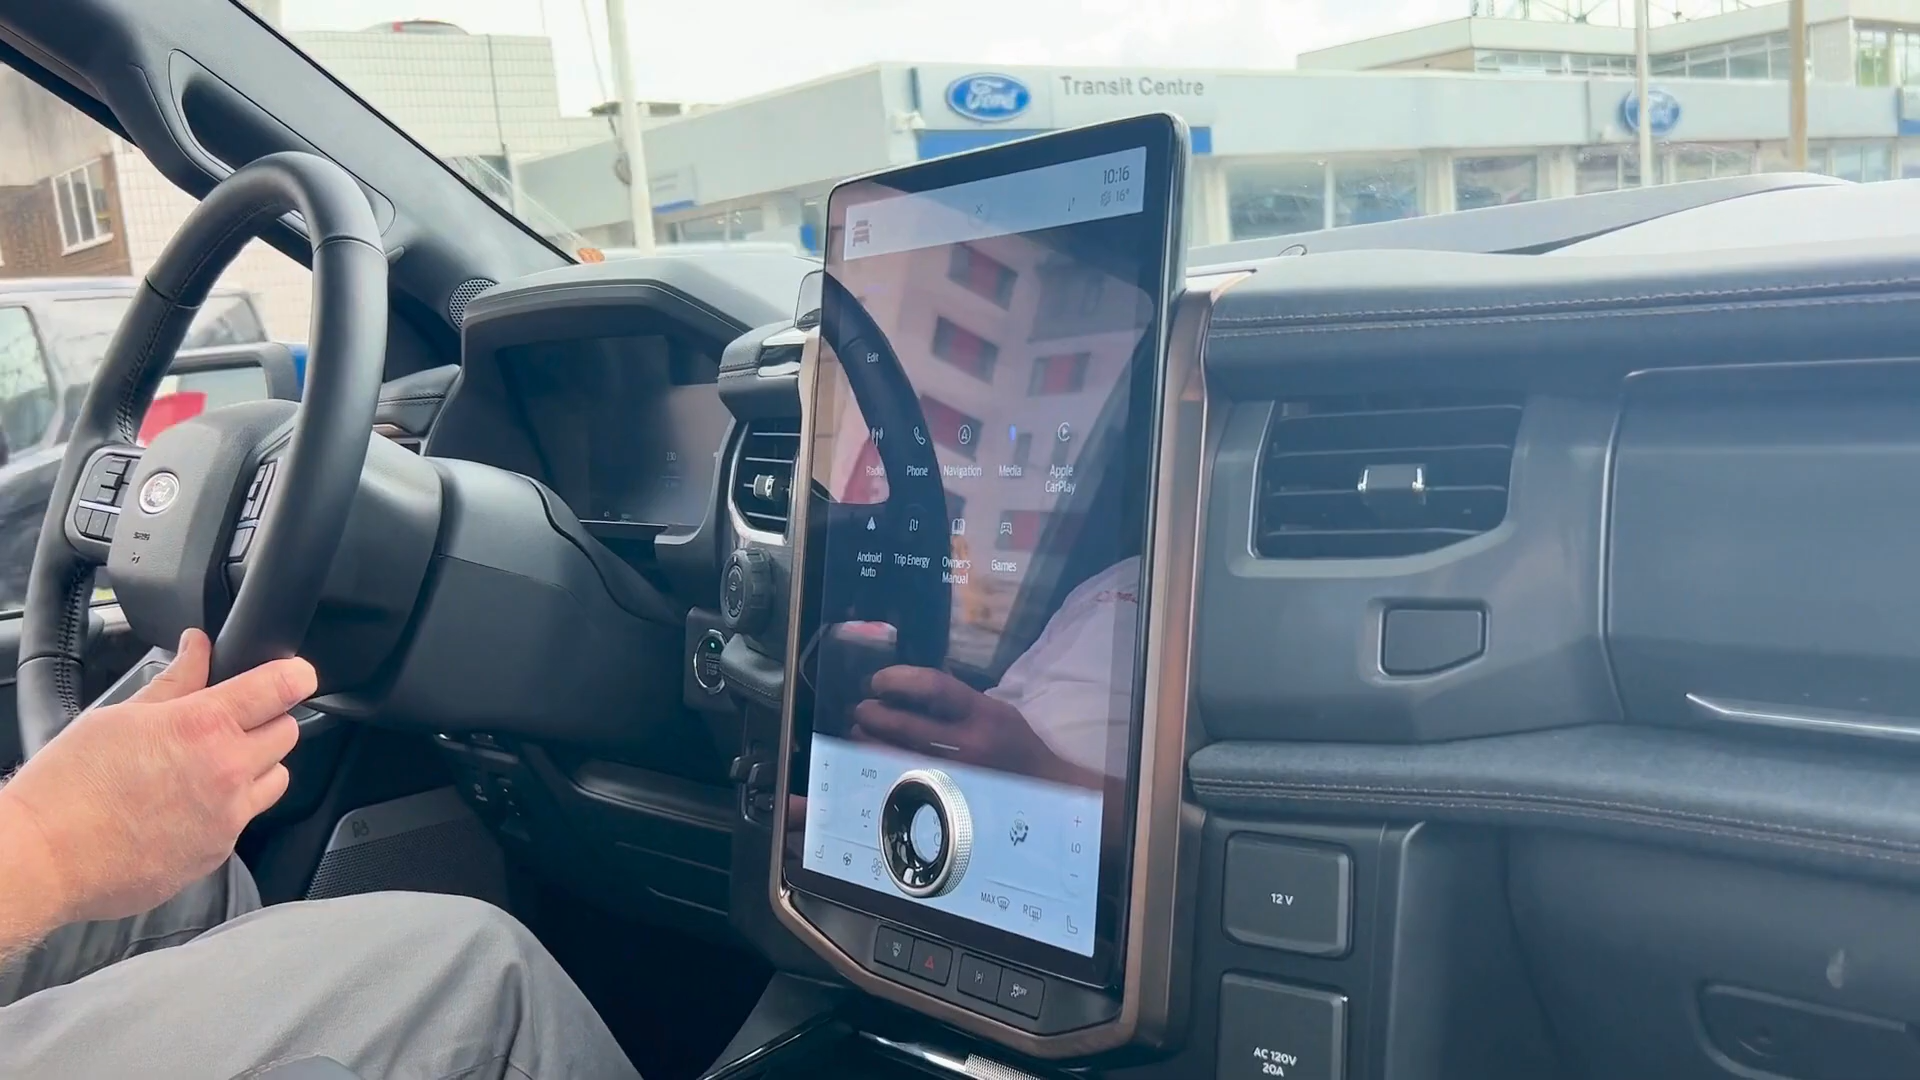 Ford
Transit Centre
Ford
10:16
16°
Edit
Radio
Phone
Navigation
Media
Apple
CarPlay
Android
Auto
Trip Energy
Owner's
Manual
Games
Ford
+
LO
AUTO
A/C
+
LO
MAX
R
OFF
12 V
AC 120V
20A